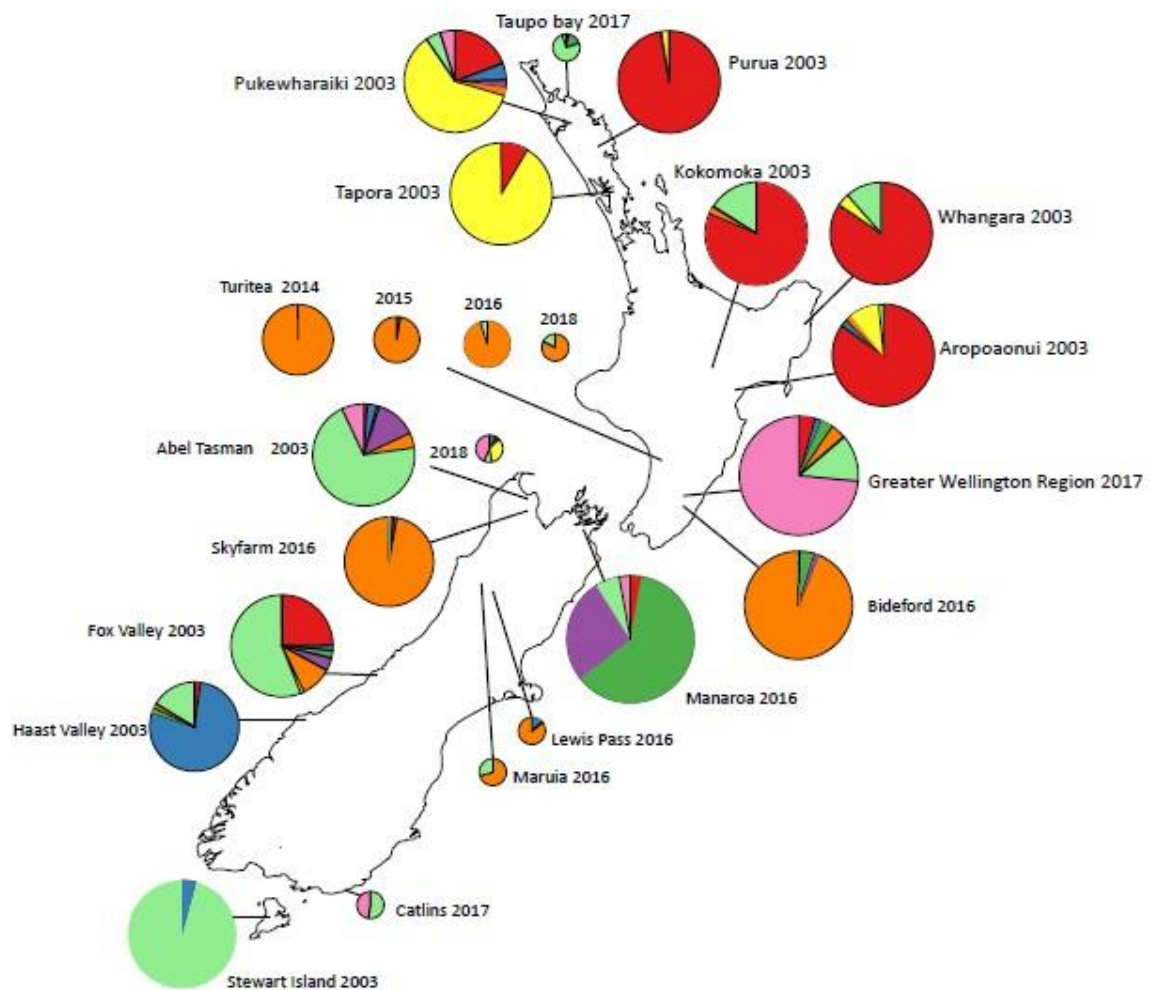 Taupo bay 2017
Pukewharaiki 2003
Purua 2003
Tapora 2003
Kokomoka 2003
Whangara 2003
Turitea 2014
2015
2016
2018
Aropoaonui 2003
Abel Tasman 2003
2018
Greater Wellington Region 2017
Skyfarm 2016
Bideford 2016
Fox Valley 2003
Manaroa 2016
Haast Valley 2003
Lewis Pass 2016
Maruia 2016
Catlins 2017
Stewart Island 2003